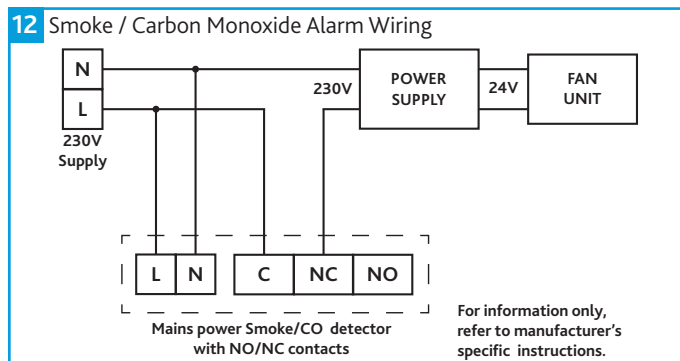 12 Smoke / Carbon Monoxide Alarm Wiring
N
L
230V
Supply
230V
POWER
SUPPLY
24V
FAN
UNIT
L N C NC NO
Mains power Smoke/CO detector
with NO/NC contacts
For information only,
refer to manufacturer's
specific instructions.